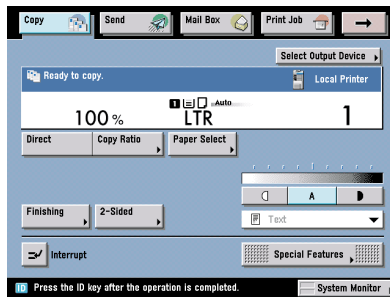 Copy Send Mail Box Print Job
Select Output Device
Ready to copy. Local Printer
1 Auto
100 % LTR 1
Direct Copy Ratio Paper Select
A
Finishing 2-Sided
Text
Interrupt Special Features
ID Press the ID key after the operation is completed. System Monitor